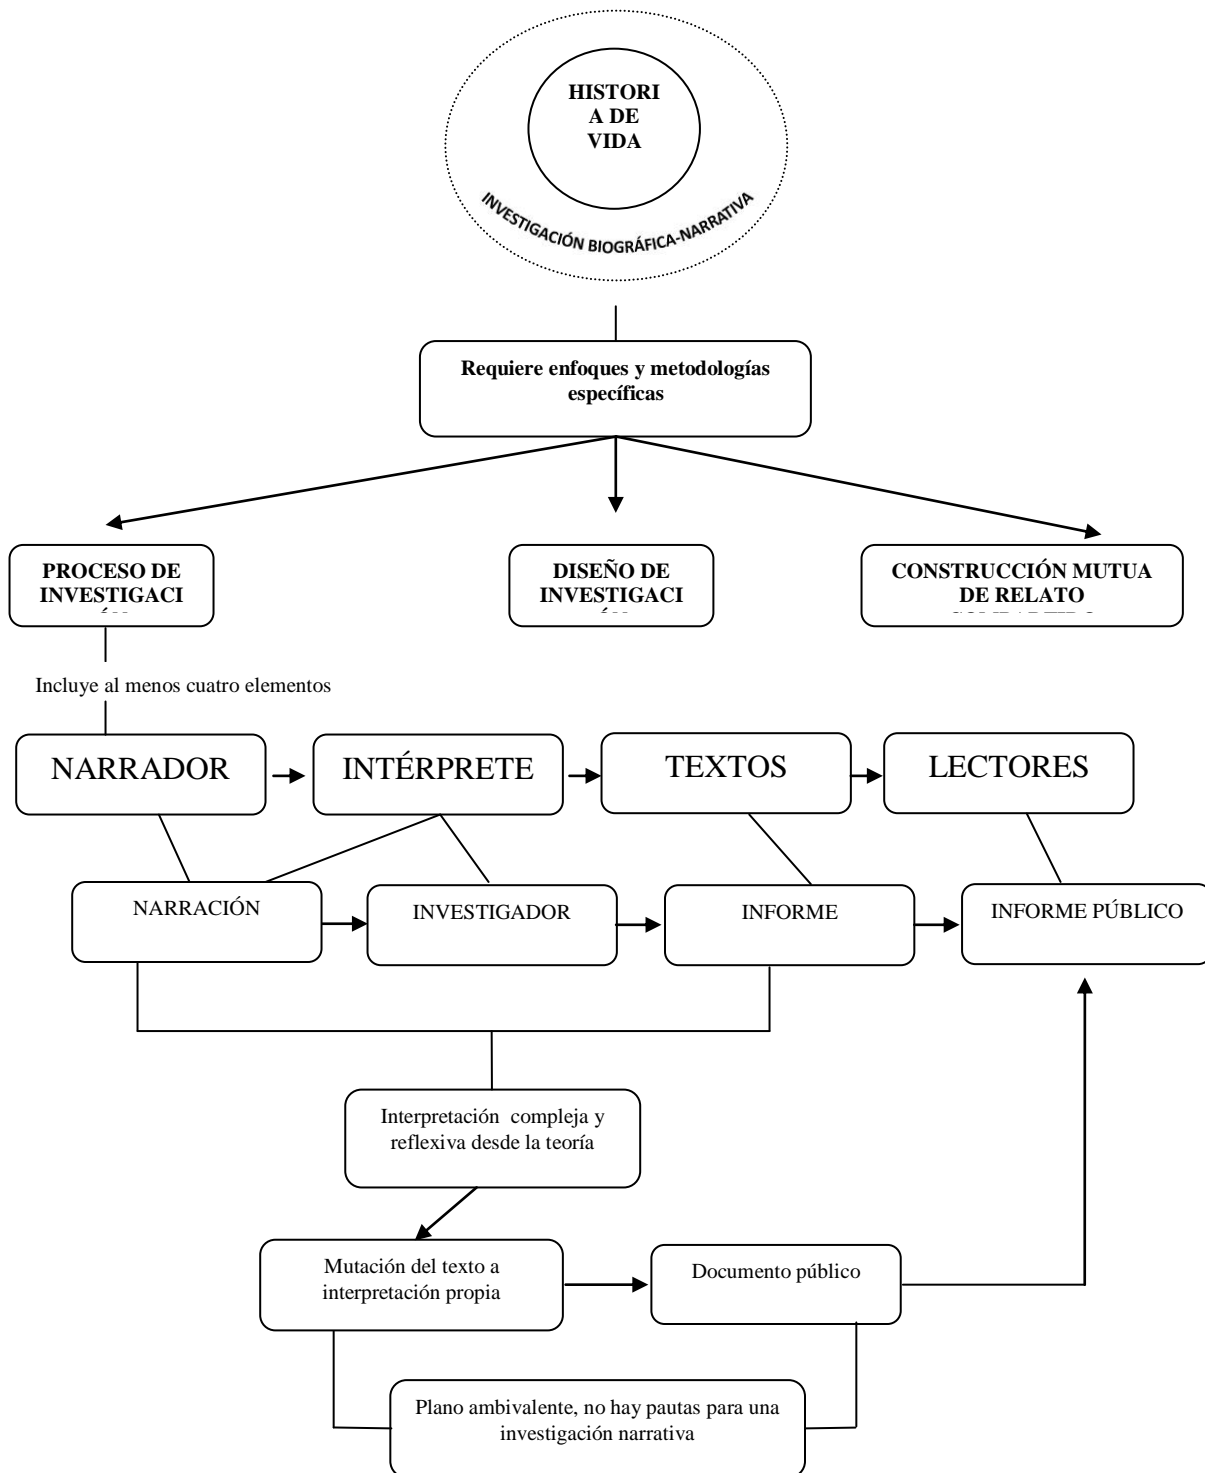 HISTORI
A DE
VIDA
INVESTIGACIÓN BIOGRÁFICA-NARRATIVA
Requiere enfoques y metodologías
específicas
PROCESO DE
INVESTIGACI
DISEÑO DE
INVESTIGACI
CONSTRUCCIÓN MUTUA
DE RELATO
Incluye al menos cuatro elementos
NARRADOR
INTÉRPRETE
TEXTOS
LECTORES
NARRACIÓN
INVESTIGADOR
INFORME
INFORME PÚBLICO
Interpretación compleja y
reflexiva desde la teoría
Mutación del texto a
interpretación propia
Documento público
Plano ambivalente, no hay pautas para una
investigación narrativa